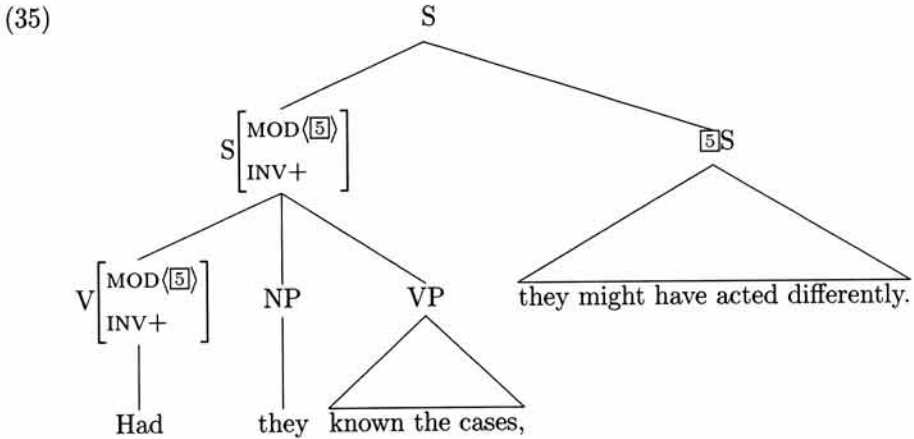 (35)
S
S[MOD⟨[5]⟩ INV+]
[5]S
V[MOD⟨[5]⟩ INV+]
NP
VP
they might have acted differently.
Had
they
known the cases,